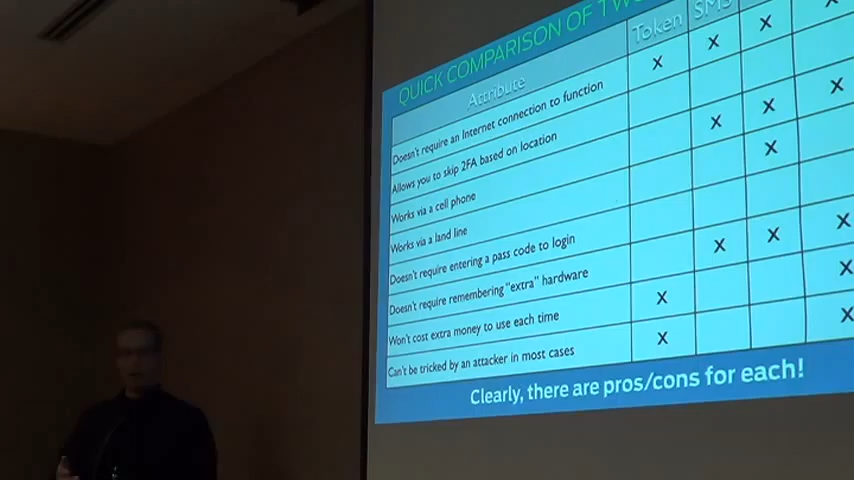 QUICK COMPARISON OF TWO
Attribute Token SMS
Doesn't require an Internet connection to function X X X X
Allows you to skip 2FA based on location
Works via a cell phone X X X
Works via a land line X
Doesn't require entering a pass code to login
Doesn't require remembering "extra" hardware X X X
Won't cost extra money to use each time X X
Can't be tricked by an attacker in most cases X X
Clearly, there are pros/cons for each!